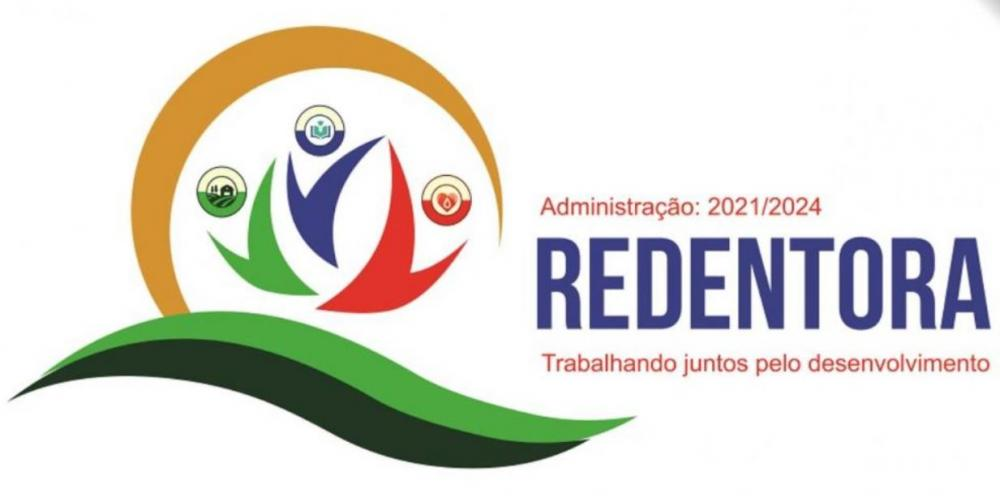 Administração: 2021/2024
REDENTORA
Trabalhando juntos pelo desenvolvimento